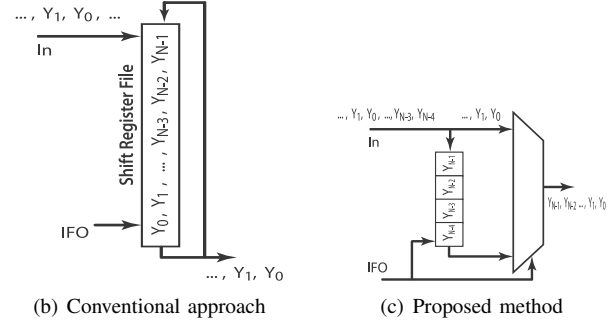 ..., Y1, Y0, ...
In
Shift Register File
Y0, Y1, ... , YN-3, YN-2, YN-1
IFO
..., Y1, Y0
(b) Conventional approach
..., Y1, Y0, ..., YN-3, YN-4
..., Y1, Y0
In
YN-1
YN-2
YN-3
YN-4
YN-1, YN-2 ..., Y1, Y0
IFO
(c) Proposed method